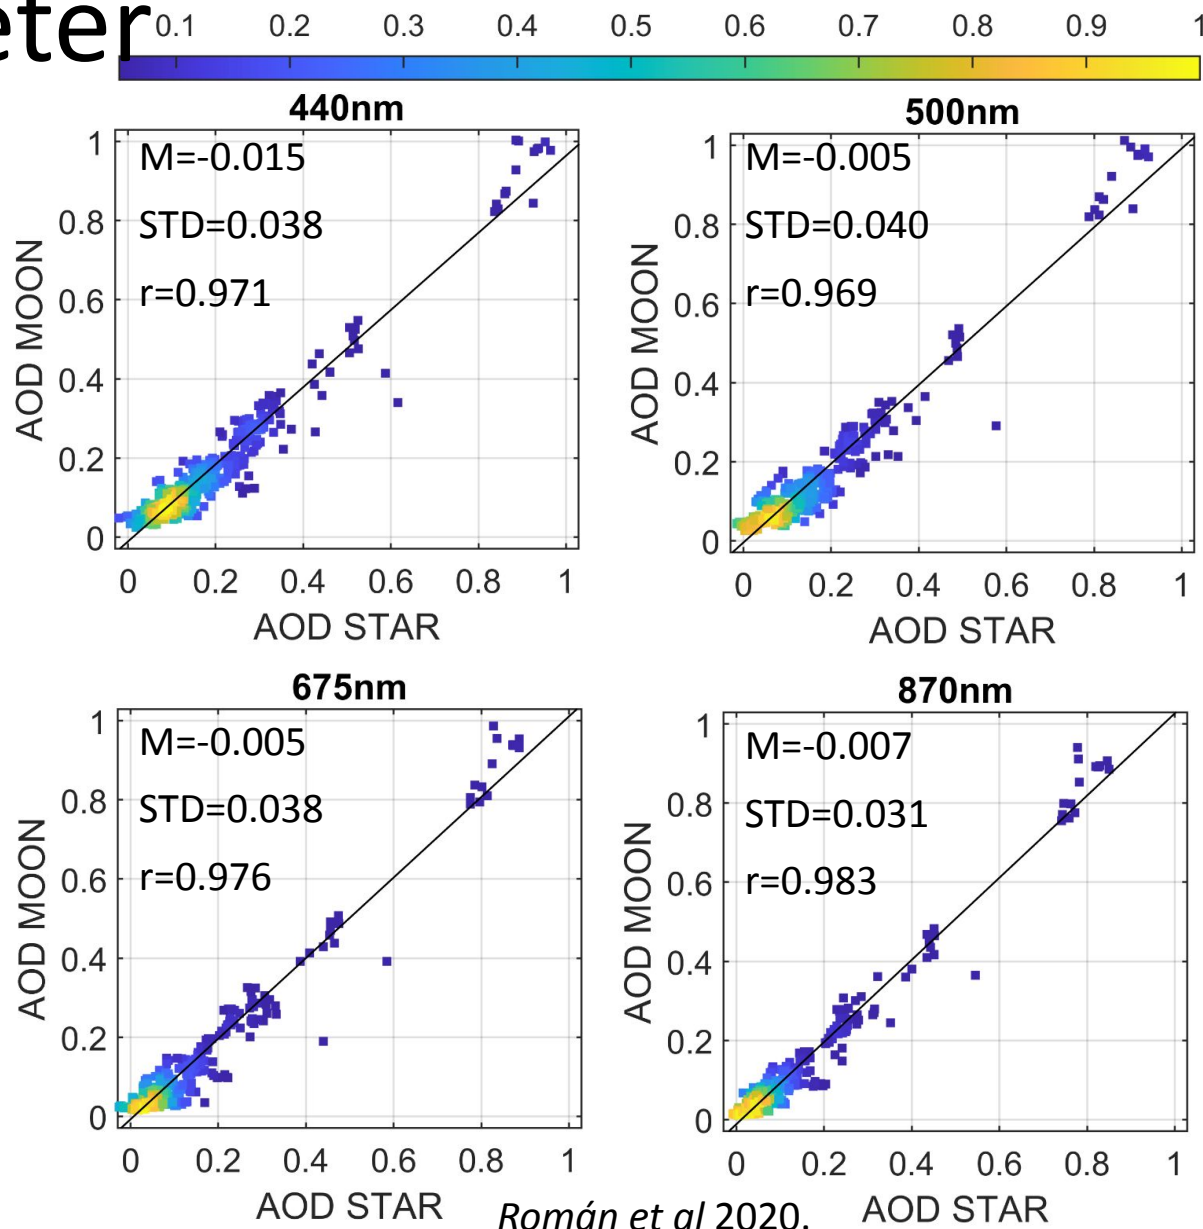 eter
0.1 0.2 0.3 0.4 0.5 0.6 0.7 0.8 0.9 1
440nm
M=-0.015
STD=0.038
r=0.971
AOD MOON
1
0.8
0.6
0.4
0.2
0
0 0.2 0.4 0.6 0.8 1
AOD STAR
500nm
M=-0.005
STD=0.040
r=0.969
AOD MOON
1
0.8
0.6
0.4
0.2
0
0 0.2 0.4 0.6 0.8 1
AOD STAR
675nm
M=-0.005
STD=0.038
r=0.976
AOD MOON
1
0.8
0.6
0.4
0.2
0
0 0.2 0.4 0.6 0.8 1
AOD STAR
870nm
M=-0.007
STD=0.031
r=0.983
AOD MOON
1
0.8
0.6
0.4
0.2
0
0 0.2 0.4 0.6 0.8 1
AOD STAR
Román et al 2020.